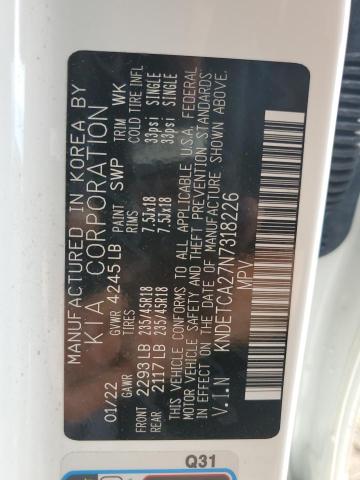 MANUFACTURED IN KOREA BY
KIA CORPORATION
01/22 GVWR 4245LB PAINT SWP TRIM WK
GAWR TIRES RIMS COLD TIRE INFL
FRONT 2293LB 235/45R18 7.5Jx18 33psi SINGLE
REAR 2117LB 235/45R18 7.5Jx18 33psi SINGLE
THIS VEHICLE CONFORMS TO ALL APPLICABLE U.S.A. FEDERAL
MOTOR VEHICLE SAFETY AND THEFT PREVENTION STANDARDS
IN EFFECT ON THE DATE OF MANUFACTURE SHOWN ABOVE.
V.I.N KNDETCA27N7318226
MPV
Q31